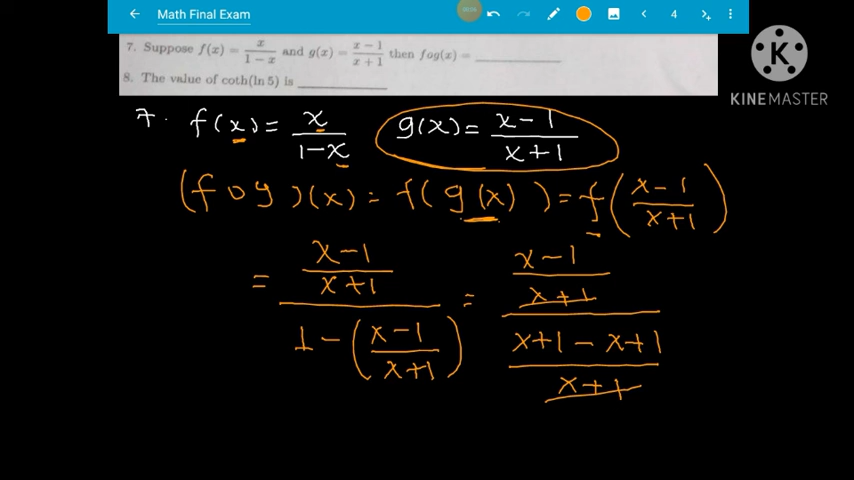 Math Final Exam
4
7. Suppose f(x) = x/(1−x) and g(x) = (x−1)/(x+1) then fog(x) = ________
8. The value of coth(ln 5) is ________
K
KINEMASTER
7. f(x) = x/(1−x) g(x) = (x−1)/(x+1)
(fog)(x) = f(g(x)) = f((x−1)/(x+1))
= ((x−1)/(x+1))/(1−((x−1)/(x+1))) = ((x−1)/(x+1))/((x+1−x+1)/(x+1))